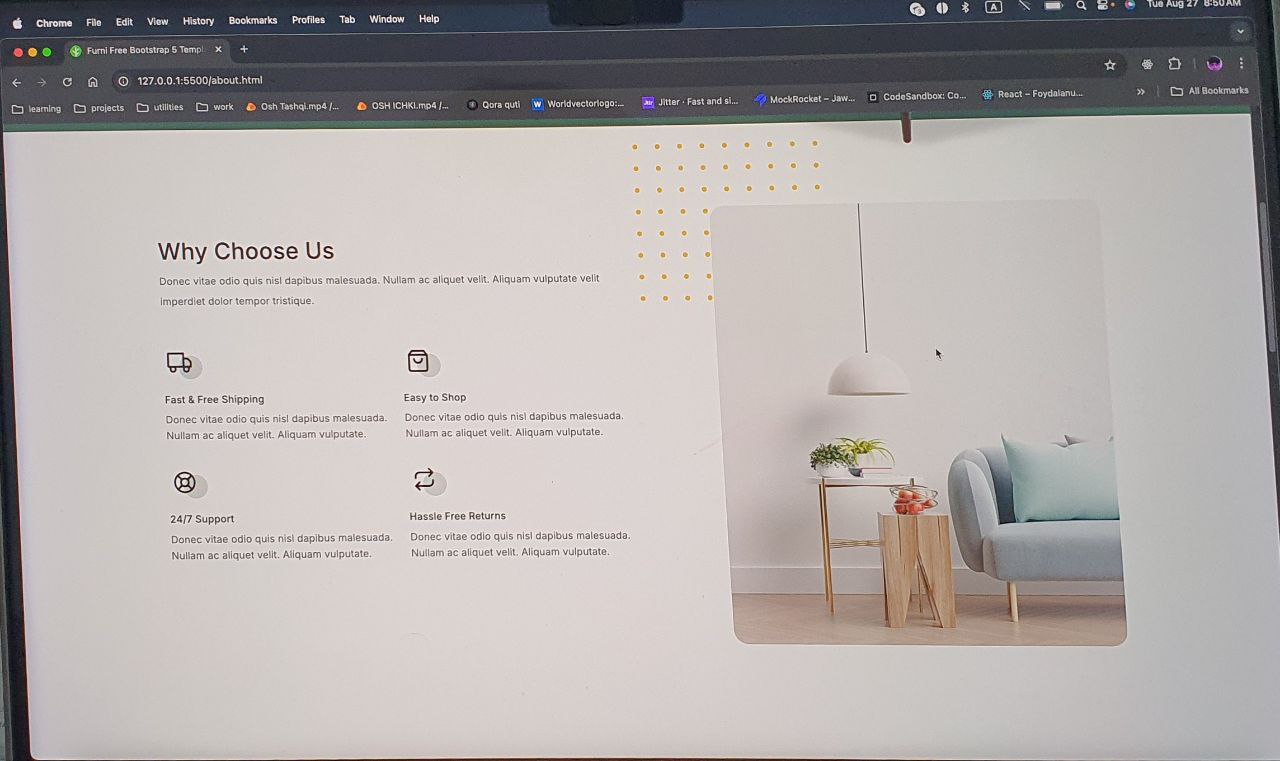 Chrome File Edit View History Bookmarks Profiles Tab Window Help
A Tue Aug 27 8:50 AM
Furni Free Bootstrap 5 Templ
127.0.0.1:5500/about.html
learning projects utilities work Osh Tashqi.mp4 /... OSH ICHKI.mp4 /... Qora quti W Worldvectorlogo:... Jitter · Fast and si... MockRocket – Jaw... CodeSandbox: Co... React – Foydalanu... » All Bookmarks
Why Choose Us
Donec vitae odio quis nisl dapibus malesuada. Nullam ac aliquet velit. Aliquam vulputate velit
imperdiet dolor tempor tristique.
Fast & Free Shipping
Donec vitae odio quis nisl dapibus malesuada.
Nullam ac aliquet velit. Aliquam vulputate.
Easy to Shop
Donec vitae odio quis nisl dapibus malesuada.
Nullam ac aliquet velit. Aliquam vulputate.
24/7 Support
Donec vitae odio quis nisl dapibus malesuada.
Nullam ac aliquet velit. Aliquam vulputate.
Hassle Free Returns
Donec vitae odio quis nisl dapibus malesuada.
Nullam ac aliquet velit. Aliquam vulputate.